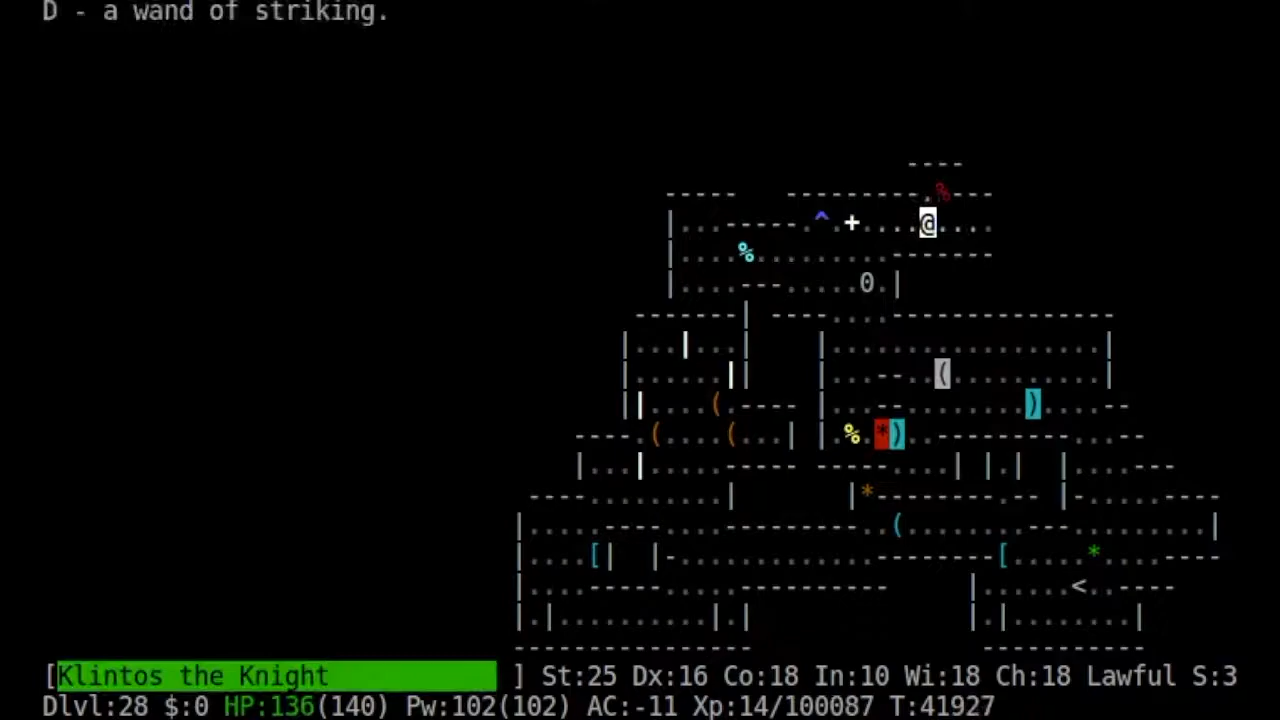 D - a wand of striking.
[Klintos the Knight ] St:25 Dx:16 Co:18 In:10 Wi:18 Ch:18 Lawful S:3
Dlvl:28 $:0 HP:136(140) Pw:102(102) AC:-11 Xp:14/100087 T:41927